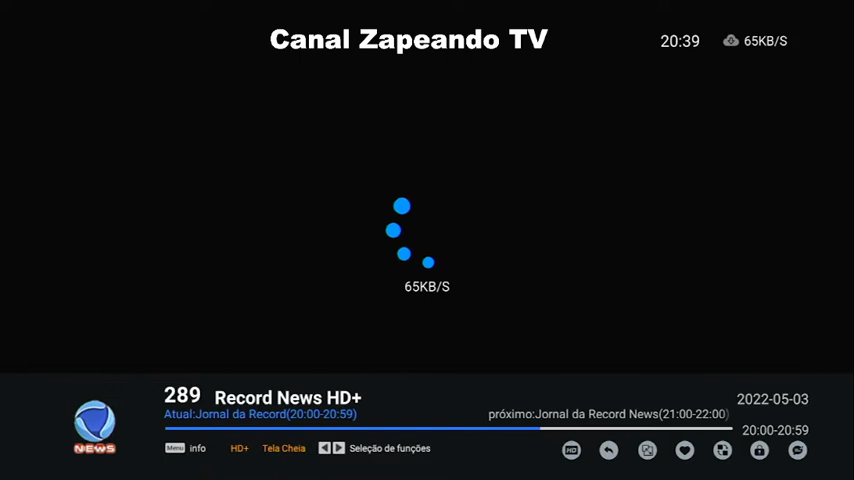 Canal Zapeando TV
20:39
65KB/S
65KB/S
289 Record News HD+
2022-05-03
Atual:Jornal da Record(20:00-20:59)
próximo:Jornal da Record News(21:00-22:00)
20:00-20:59
NEWS
Menu info HD+ Tela Cheia Seleção de funções
HD